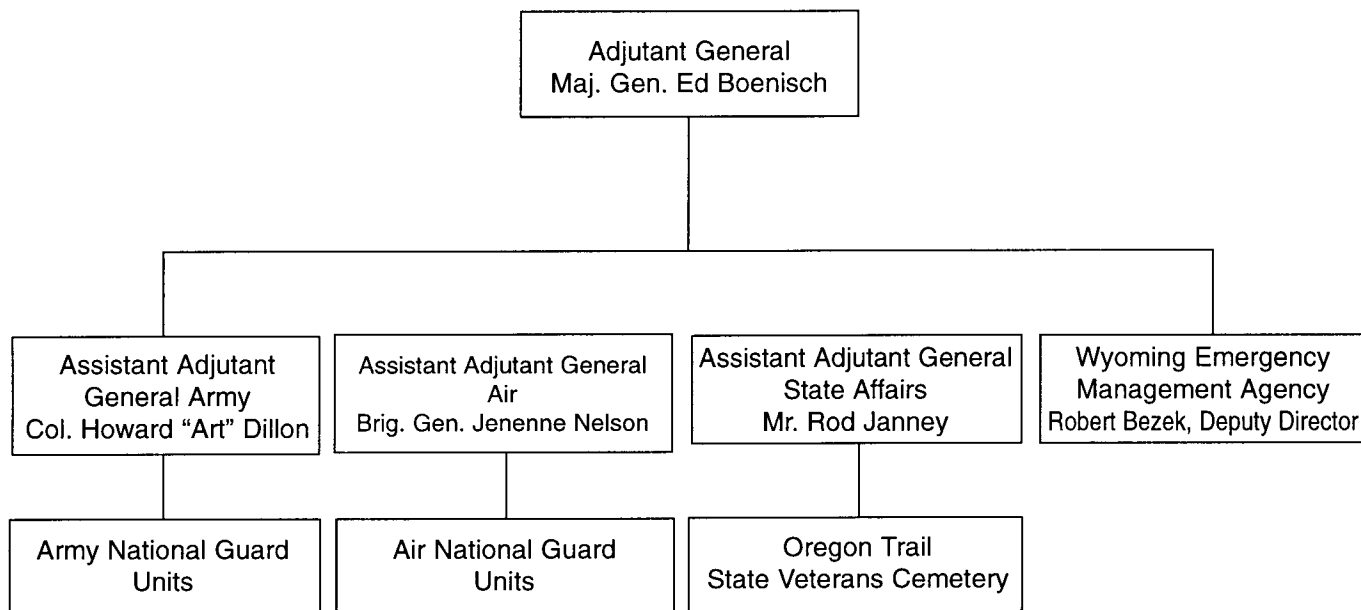 Adjutant General
Maj. Gen. Ed Boenisch
Assistant Adjutant
General Army
Col. Howard “Art” Dillon
Assistant Adjutant General
Air
Brig. Gen. Jenenne Nelson
Assistant Adjutant General
State Affairs
Mr. Rod Janney
Wyoming Emergency
Management Agency
Robert Bezek, Deputy Director
Army National Guard
Units
Air National Guard
Units
Oregon Trail
State Veterans Cemetery